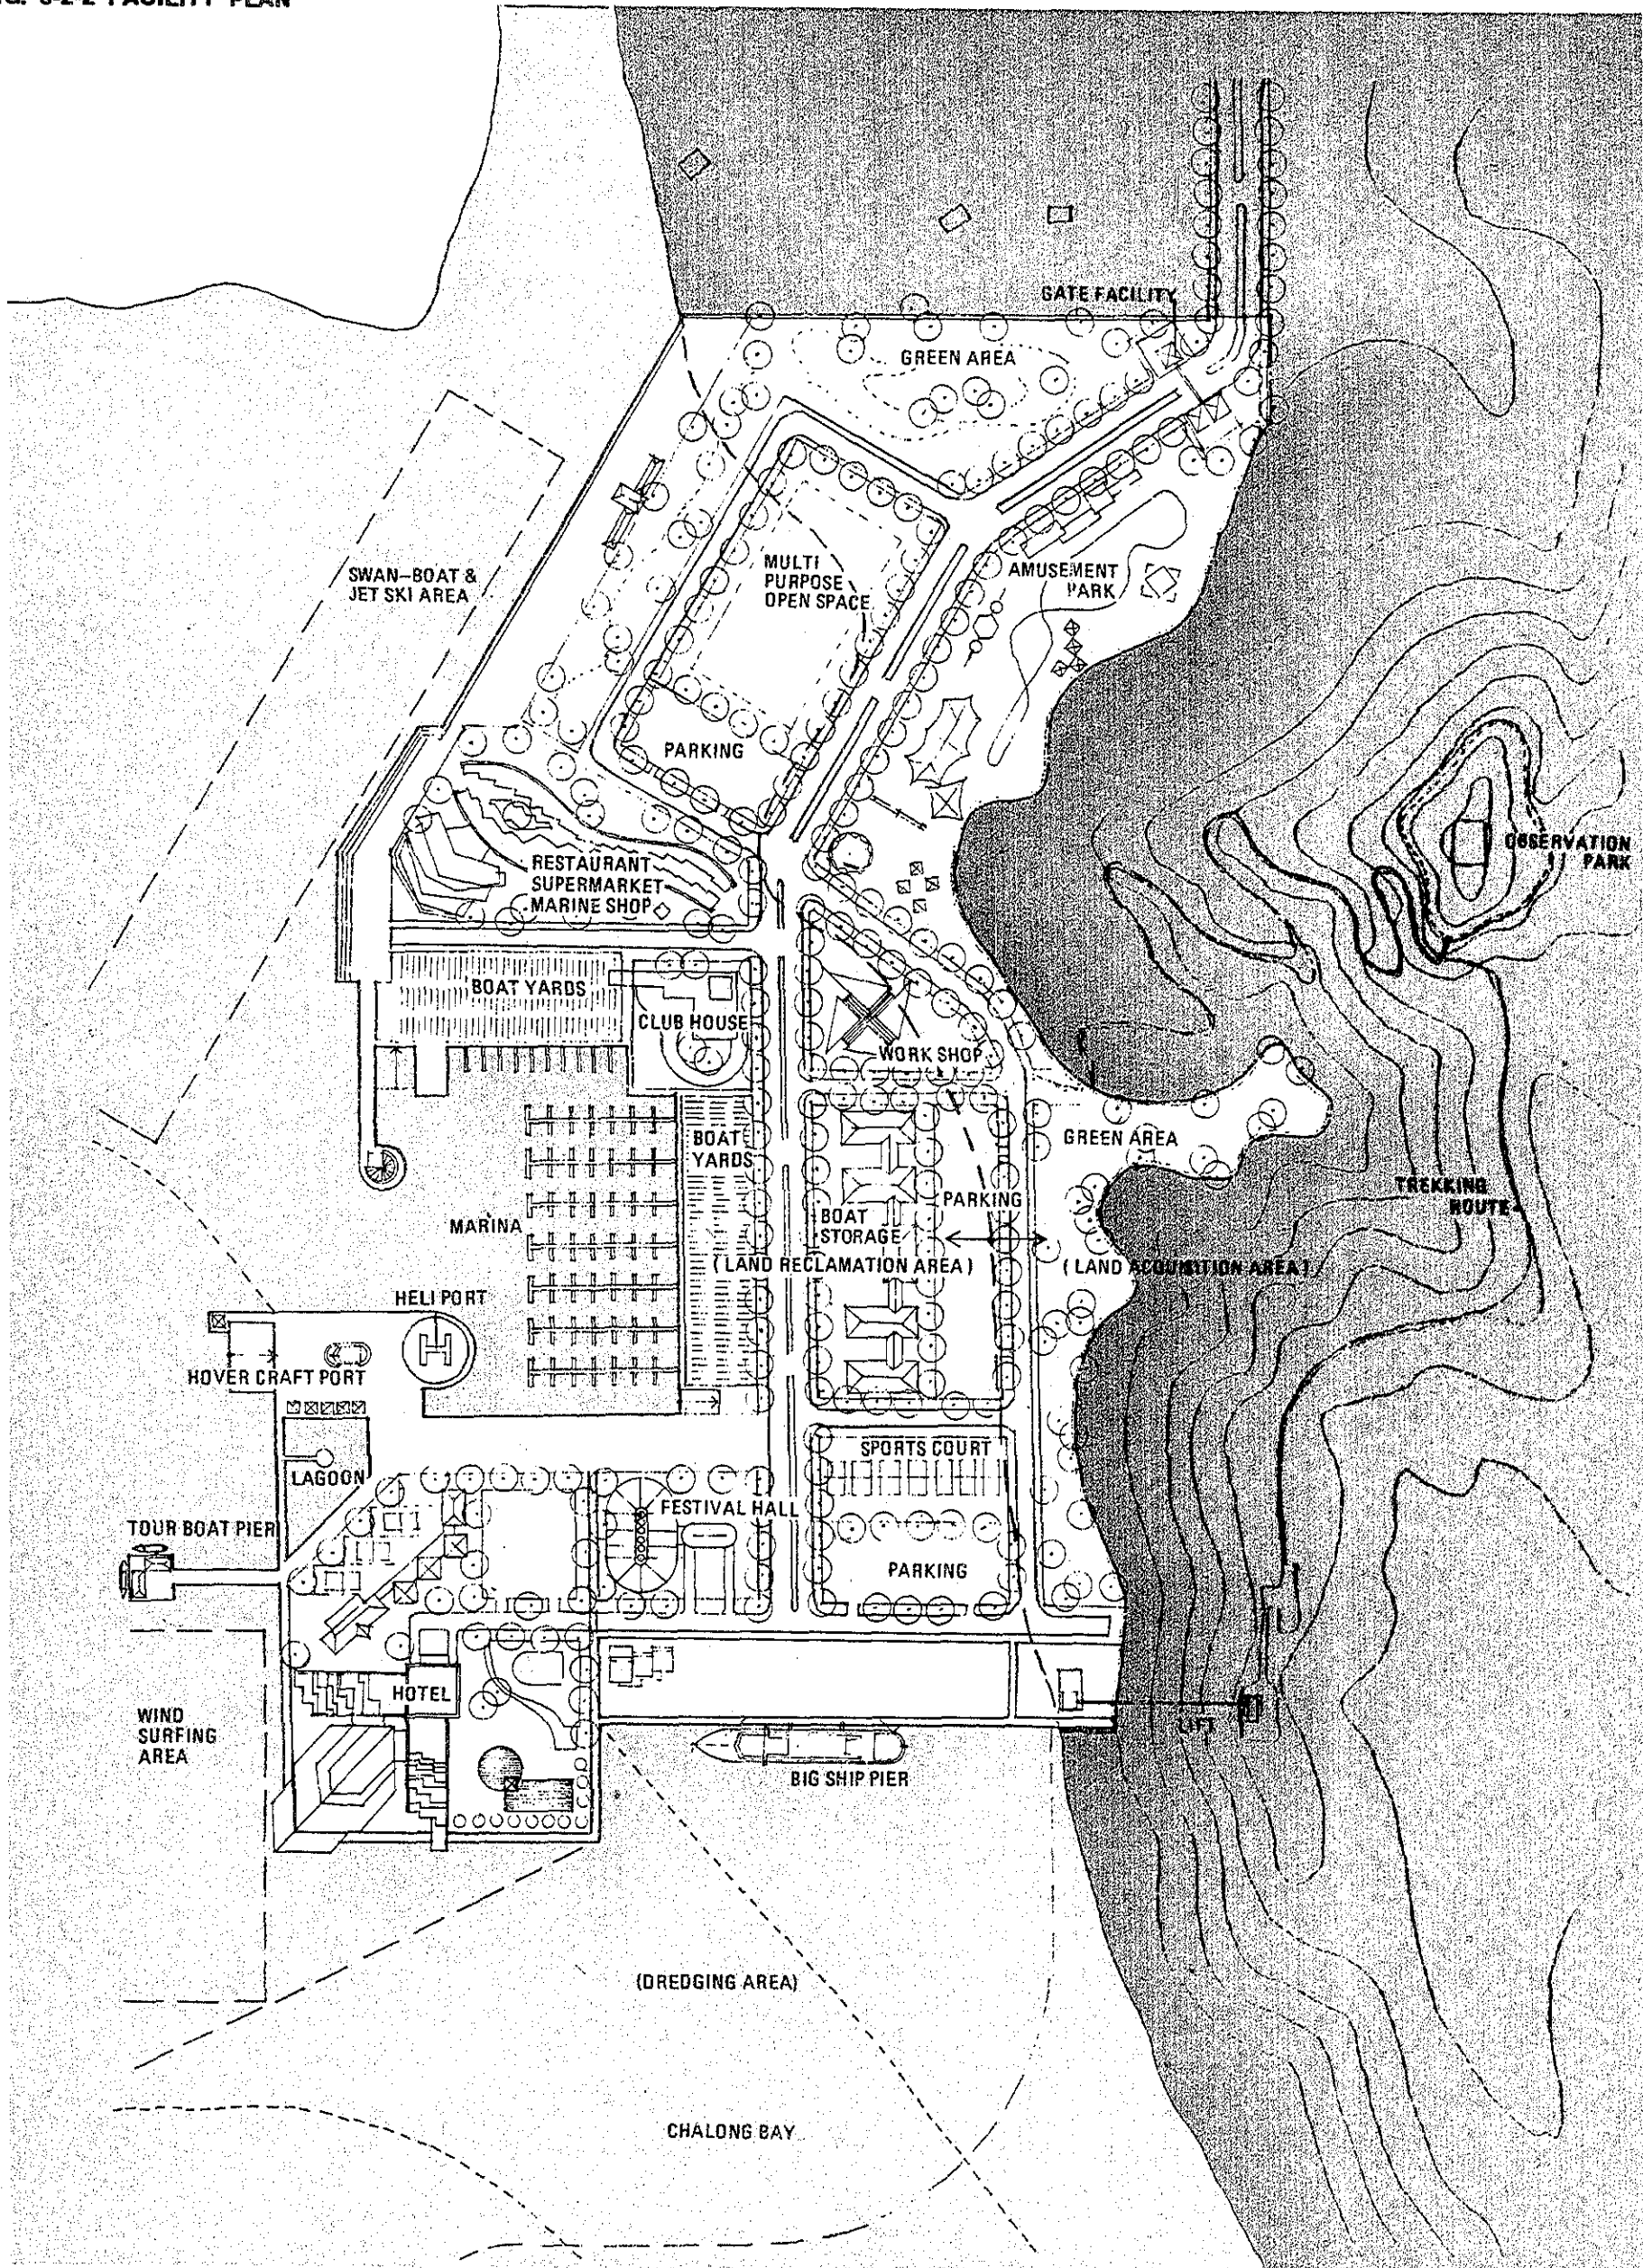 FACILITY PLAN
GATE FACILITY
GREEN AREA
SWAN-BOAT &
JET SKI AREA
MULTI
PURPOSE
OPEN SPACE
AMUSEMENT
PARK
PARKING
OBSERVATION
PARK
RESTAURANT
SUPERMARKET
MARINE SHOP
BOAT YARDS
CLUB HOUSE
WORK SHOP
BOAT
YARDS
GREEN AREA
TREKKING
ROUTE
PARKING
MARINA
BOAT
STORAGE
(LAND RECLAMATION AREA)
(LAND ACQUISITION AREA)
HELI PORT
H
HOVER CRAFT PORT
SPORTS COURT
LAGOON
FESTIVAL HALL
TOUR BOAT PIER
PARKING
HOTEL
WIND
SURFING
AREA
LIFT
BIG SHIP PIER
(DREDGING AREA)
CHALONG BAY